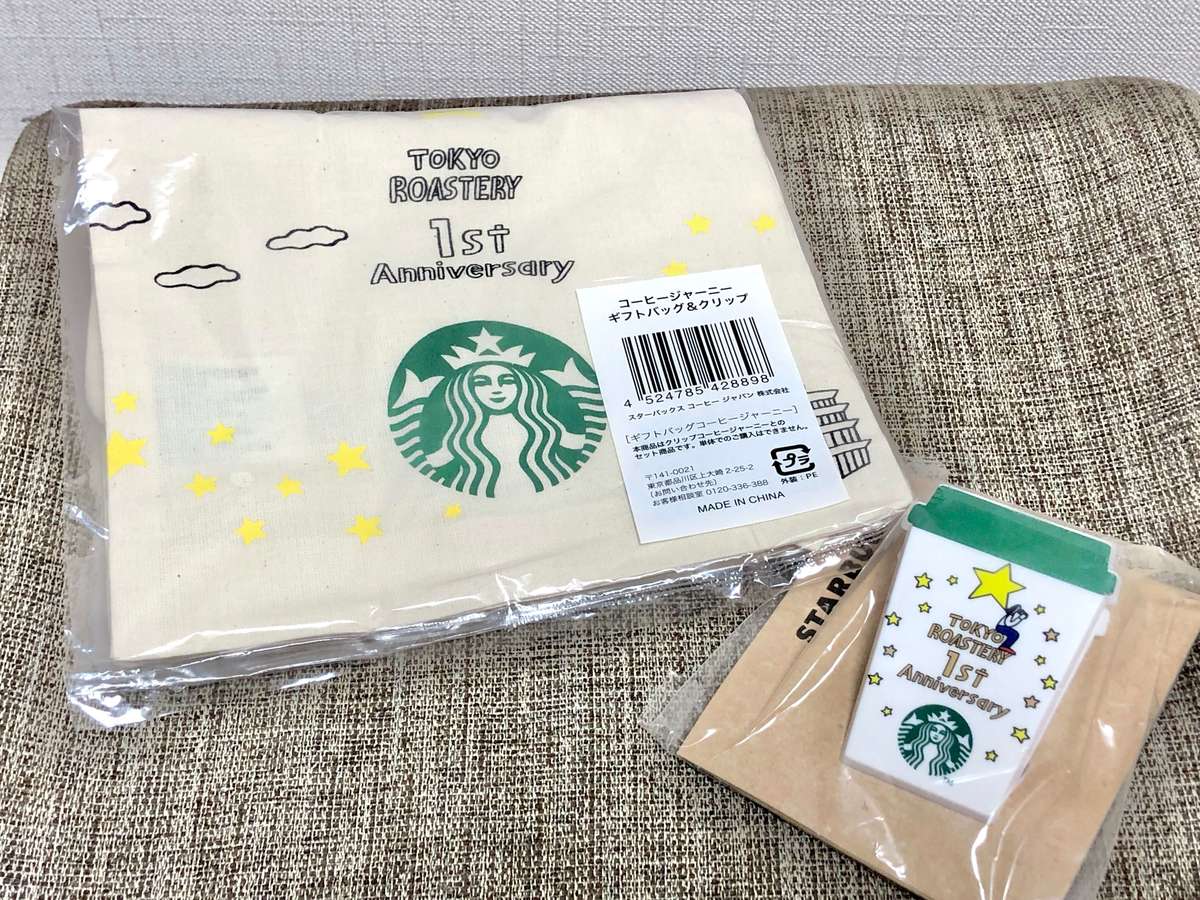 TOKYO
ROASTERY
1st
Anniversary
コーヒージャーニー
ギフトバッグ&クリップ
4 524785 428898
スターバックス コーヒー ジャパン 株式会社
[ギフトバッグコーヒージャーニー]
本商品はクリップコーヒージャーニーとの
セット商品です。単体でのご購入はできません。
〒141-0021
東京都品川区上大崎 2-25-2
(お問い合わせ先)
お客様相談室 0120-336-388
プラ
外装:PE
MADE IN CHINA
TOKYO
ROASTERY
1st
Anniversary